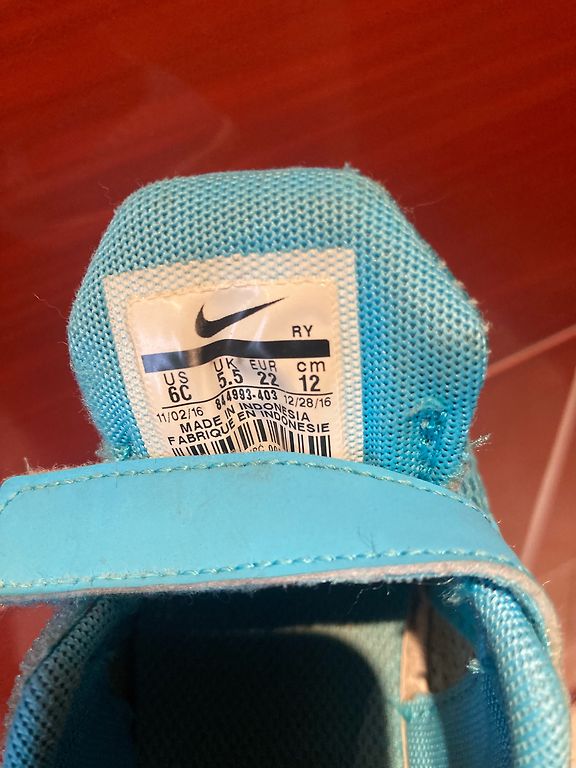 RY
US UK EUR cm
6C 5.5 22 12
11/02/16 844993-403 12/28/16
MADE IN INDONESIA
FABRIQUE EN INDONESIE